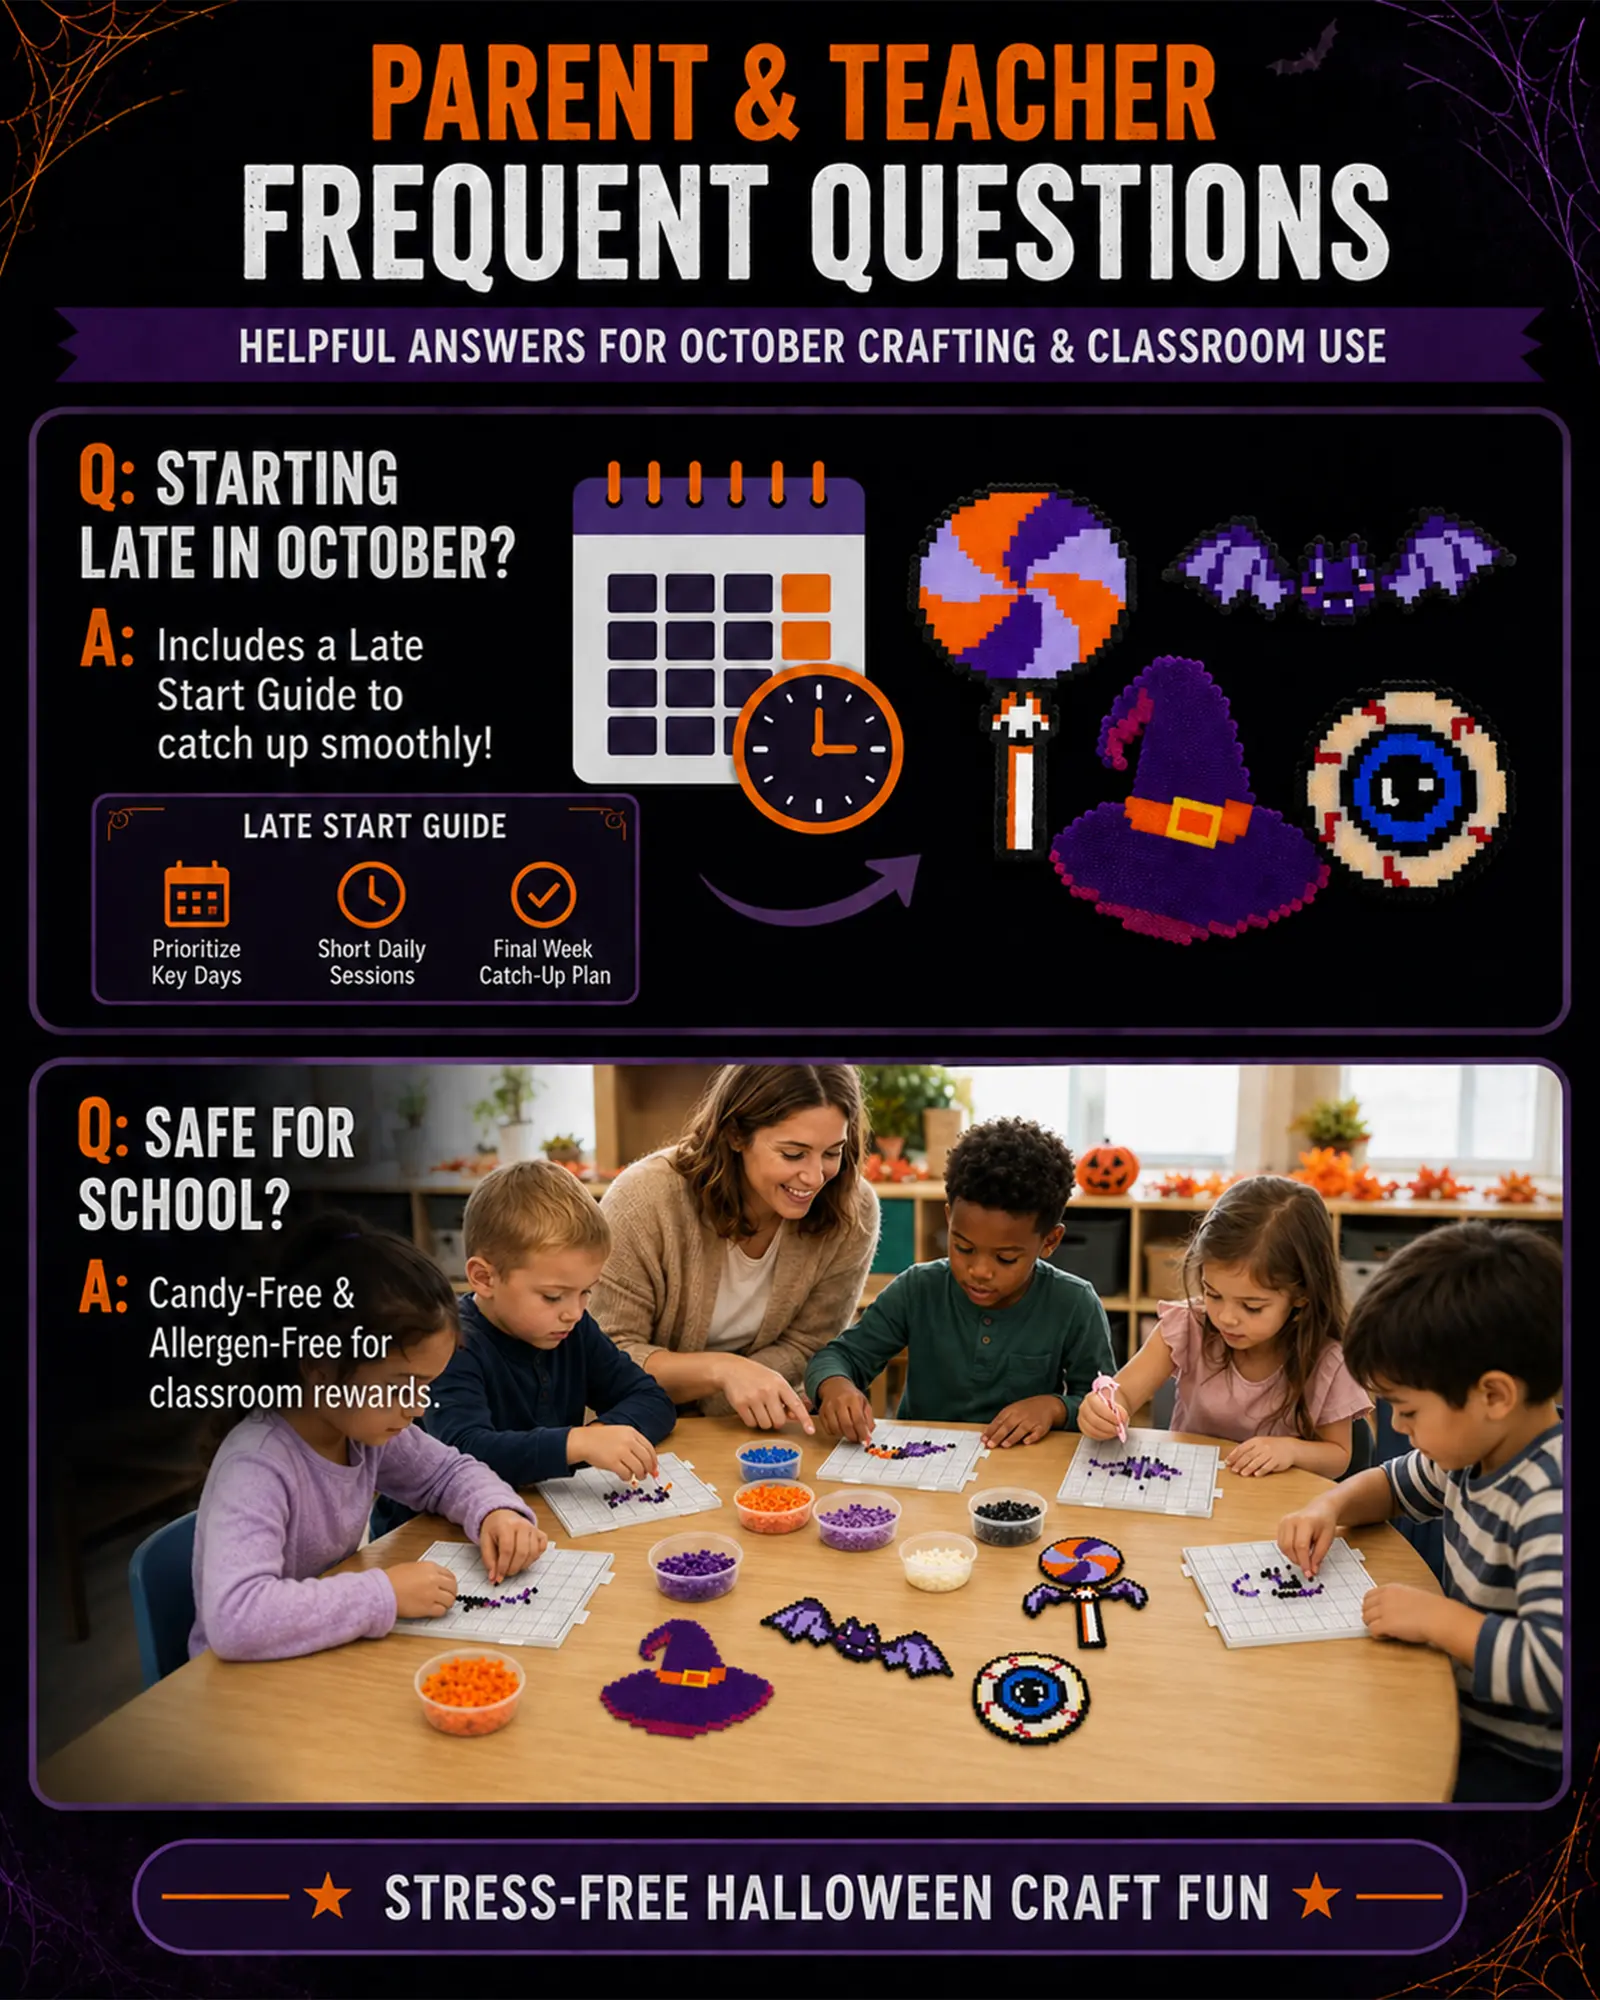 PARENT & TEACHER
FREQUENT QUESTIONS
HELPFUL ANSWERS FOR OCTOBER CRAFTING & CLASSROOM USE
Q: STARTING
LATE IN OCTOBER?
A: Includes a Late
Start Guide to
catch up smoothly!
LATE START GUIDE
Prioritize
Key Days
Short Daily
Sessions
Final Week
Catch-Up Plan
Q: SAFE FOR
SCHOOL?
A: Candy-Free &
Allergen-Free for
classroom rewards.
STRESS-FREE HALLOWEEN CRAFT FUN